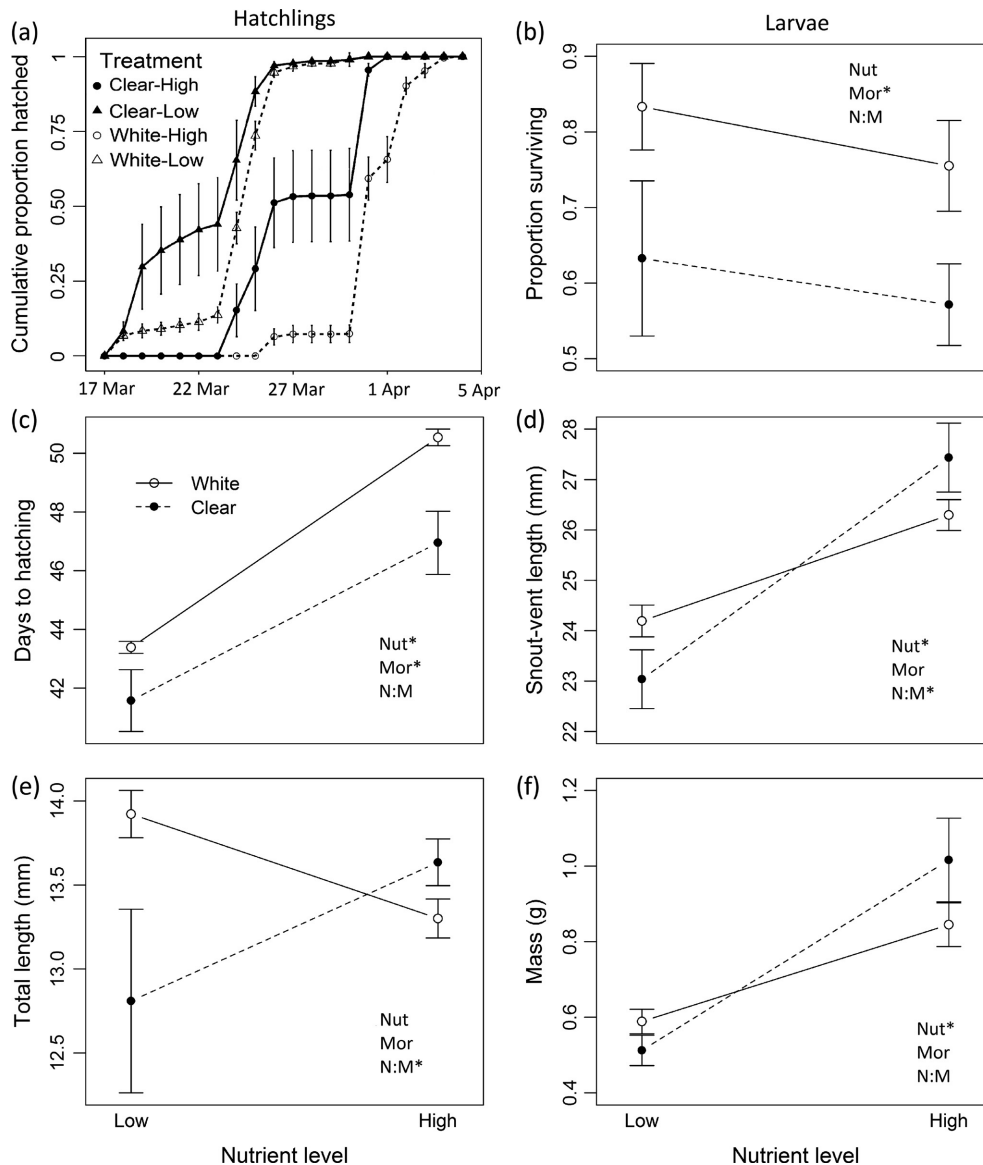 Hatchlings
Larvae
(a)
Treatment
Clear-High
Clear-Low
White-High
White-Low
Cumulative proportion hatched
1
0.75
0.50
0.25
0
17 Mar
22 Mar
27 Mar
1 Apr
5 Apr
(b)
Nut
Mor*
N:M
Proportion surviving
0.9
0.8
0.7
0.6
0.5
(c)
White
Clear
Days to hatching
50
48
46
44
42
Nut*
Mor*
N:M
(d)
Snout-vent length (mm)
28
27
26
25
24
23
22
Nut*
Mor
N:M*
(e)
Total length (mm)
14.0
13.5
13.0
12.5
Nut
Mor
N:M*
Low
High
Nutrient level
(f)
Mass (g)
1.2
1.0
0.8
0.6
0.4
Nut*
Mor
N:M
Low
High
Nutrient level